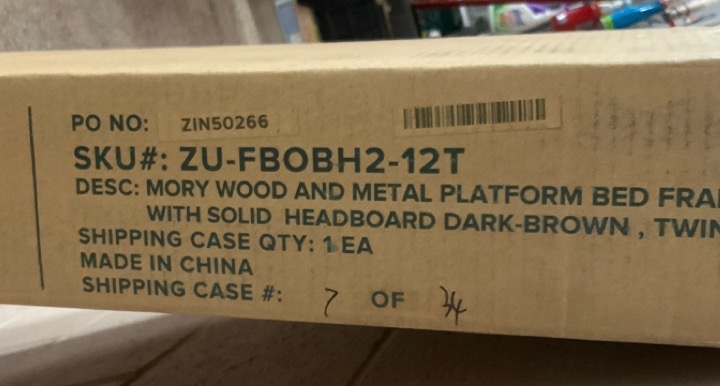 PO NO: ZIN50266
SKU#: ZU-FBOBH2-12T
DESC: MORY WOOD AND METAL PLATFORM BED FRA
WITH SOLID HEADBOARD DARK-BROWN , TWIN
SHIPPING CASE QTY: 1 EA
MADE IN CHINA
SHIPPING CASE #: 7 OF